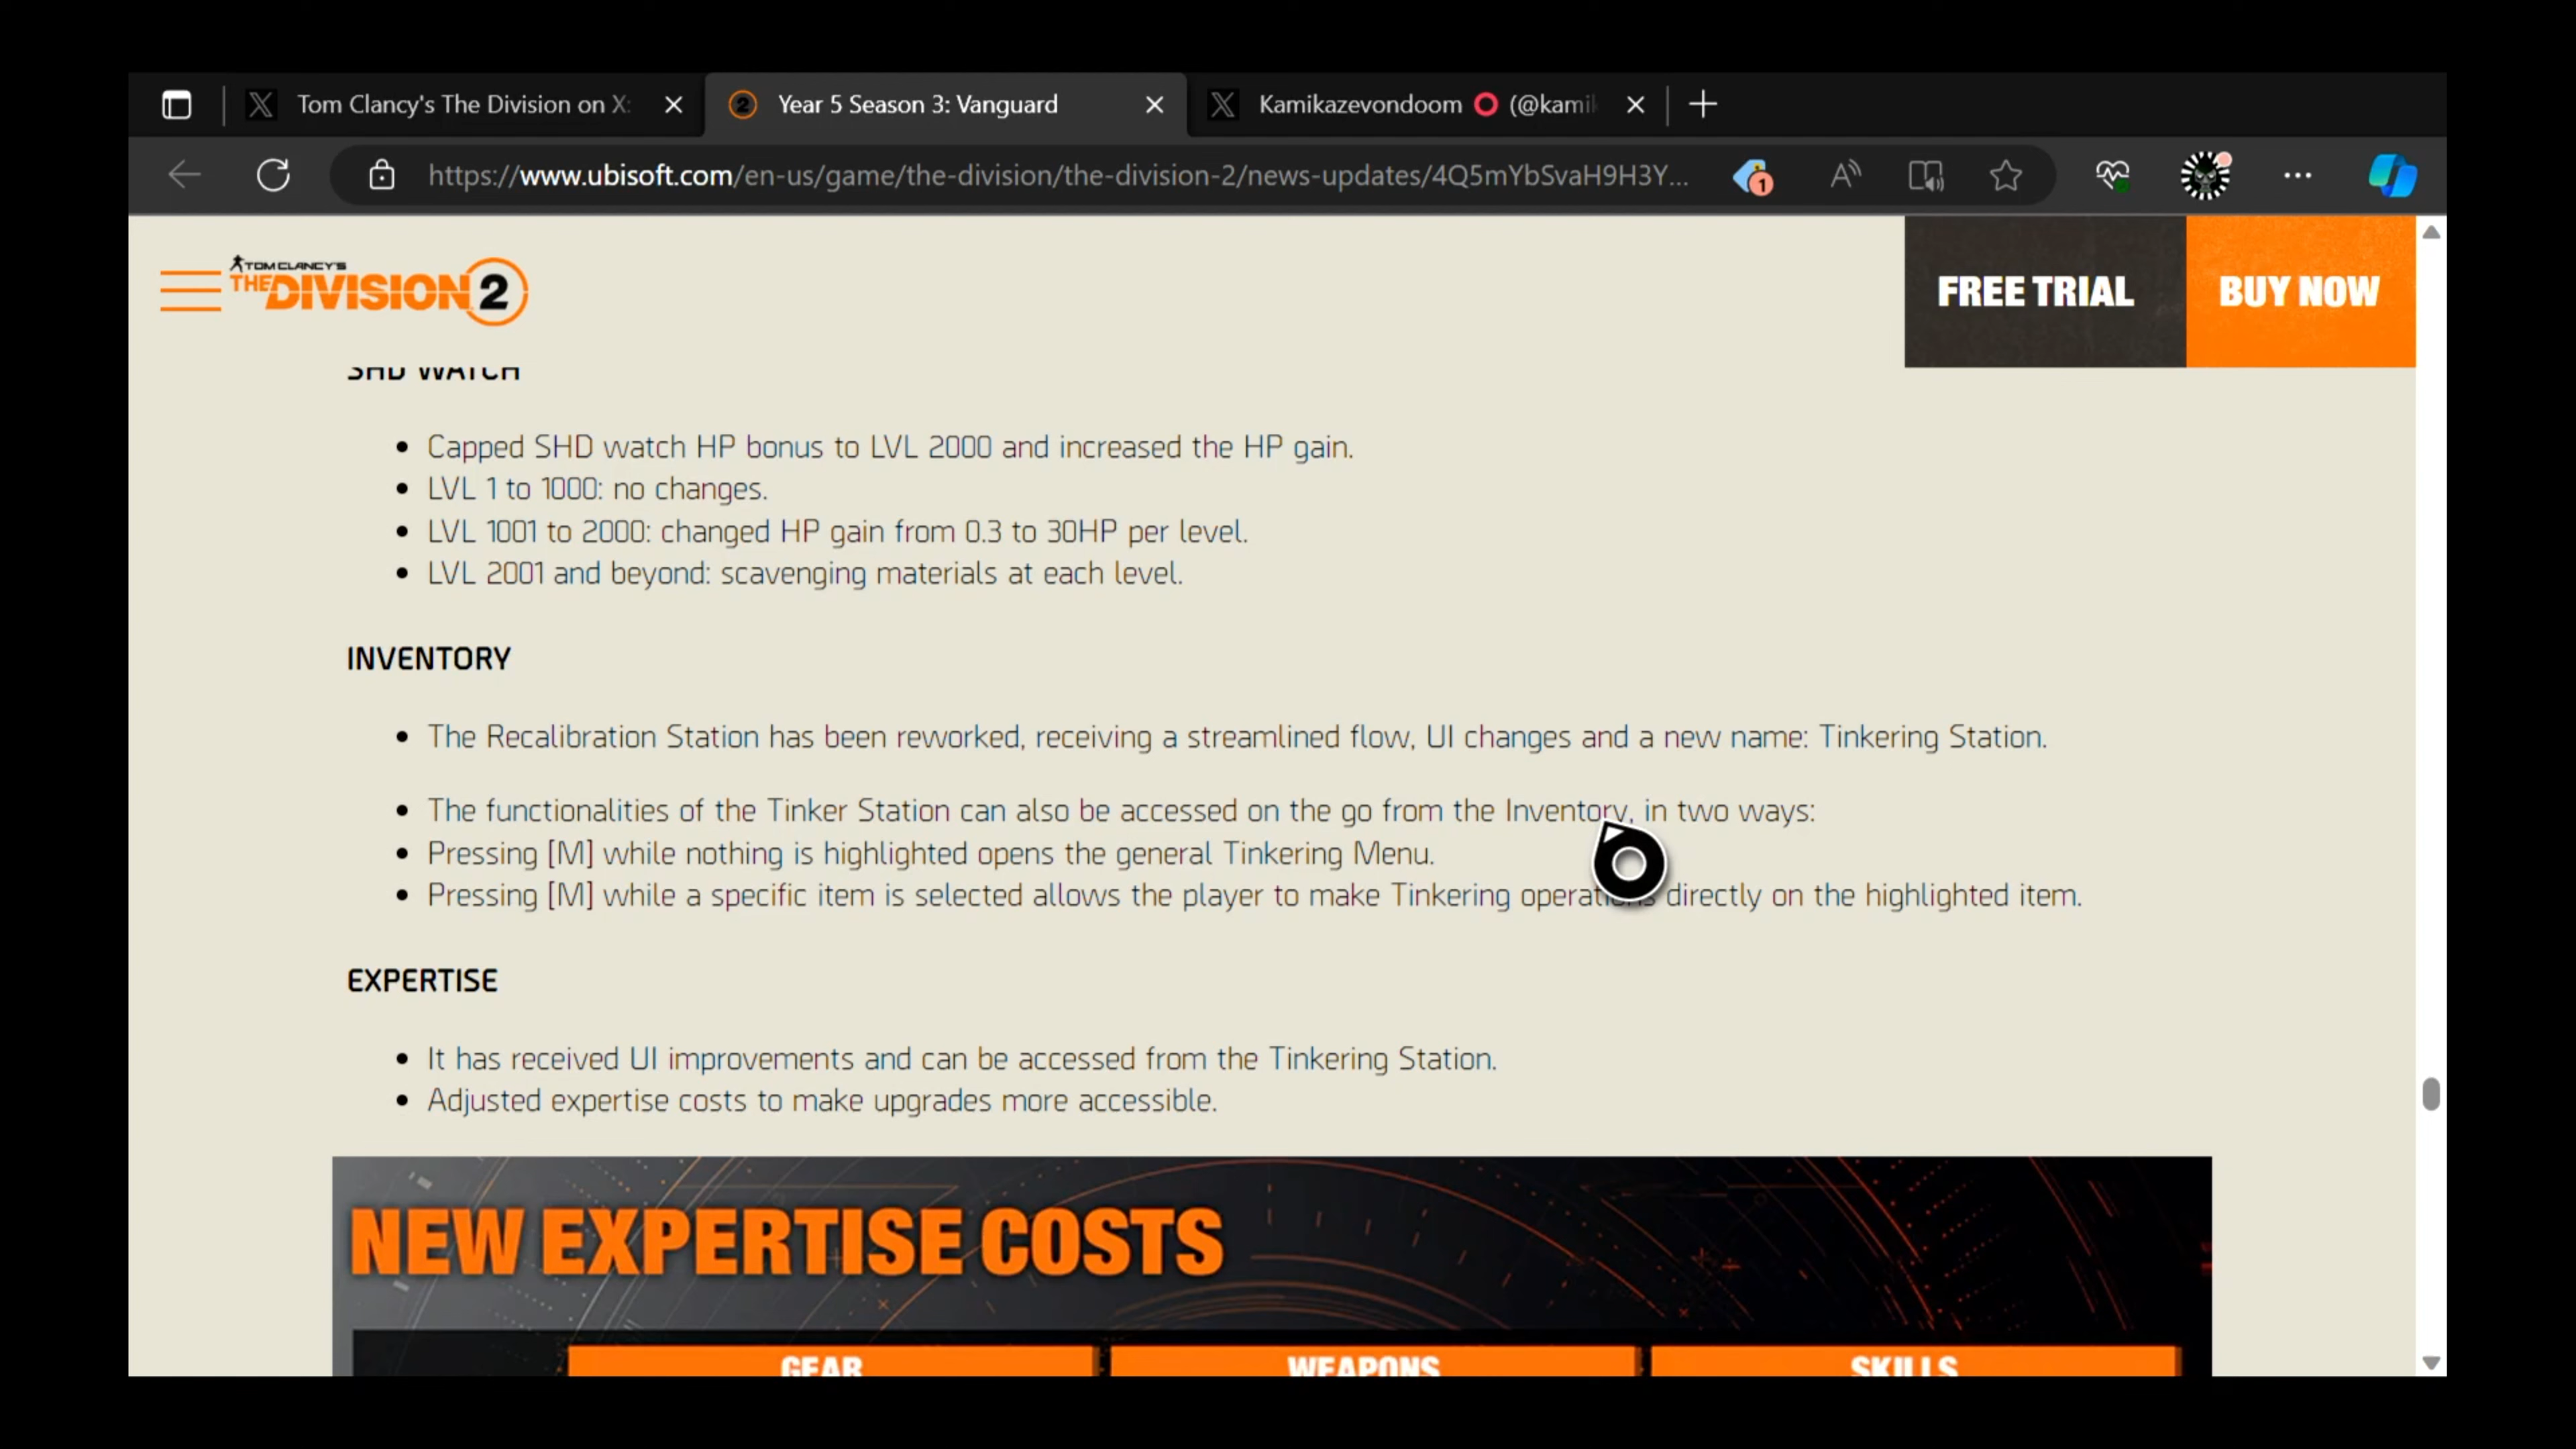 Tom Clancy's The Division on X:
Year 5 Season 3: Vanguard
Kamikazevondoom ⭕ (@kami
https://www.ubisoft.com/en-us/game/the-division/the-division-2/news-updates/4Q5mYbSvaH9H3Y...
1
TOM CLANCY'S
THE DIVISION 2
FREE TRIAL
BUY NOW
SHD WATCH
• Capped SHD watch HP bonus to LVL 2000 and increased the HP gain.
• LVL 1 to 1000: no changes.
• LVL 1001 to 2000: changed HP gain from 0.3 to 30HP per level.
• LVL 2001 and beyond: scavenging materials at each level.
INVENTORY
• The Recalibration Station has been reworked, receiving a streamlined flow, UI changes and a new name: Tinkering Station.
• The functionalities of the Tinker Station can also be accessed on the go from the Inventory, in two ways:
• Pressing [M] while nothing is highlighted opens the general Tinkering Menu.
• Pressing [M] while a specific item is selected allows the player to make Tinkering operations directly on the highlighted item.
EXPERTISE
• It has received UI improvements and can be accessed from the Tinkering Station.
• Adjusted expertise costs to make upgrades more accessible.
NEW EXPERTISE COSTS
GEAR
WEAPONS
SKILLS